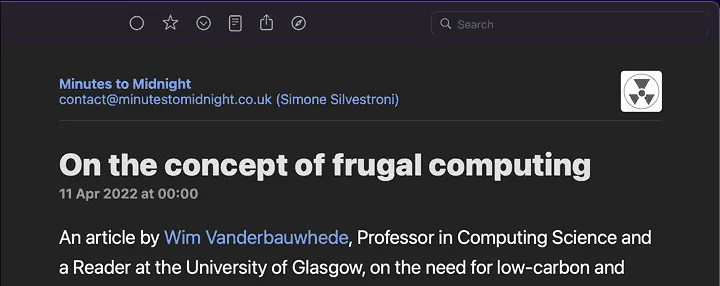 Search
Minutes to Midnight
contact@minutestomidnight.co.uk (Simone Silvestroni)
On the concept of frugal computing
11 Apr 2022 at 00:00
An article by Wim Vanderbauwhede, Professor in Computing Science and
a Reader at the University of Glasgow, on the need for low-carbon and